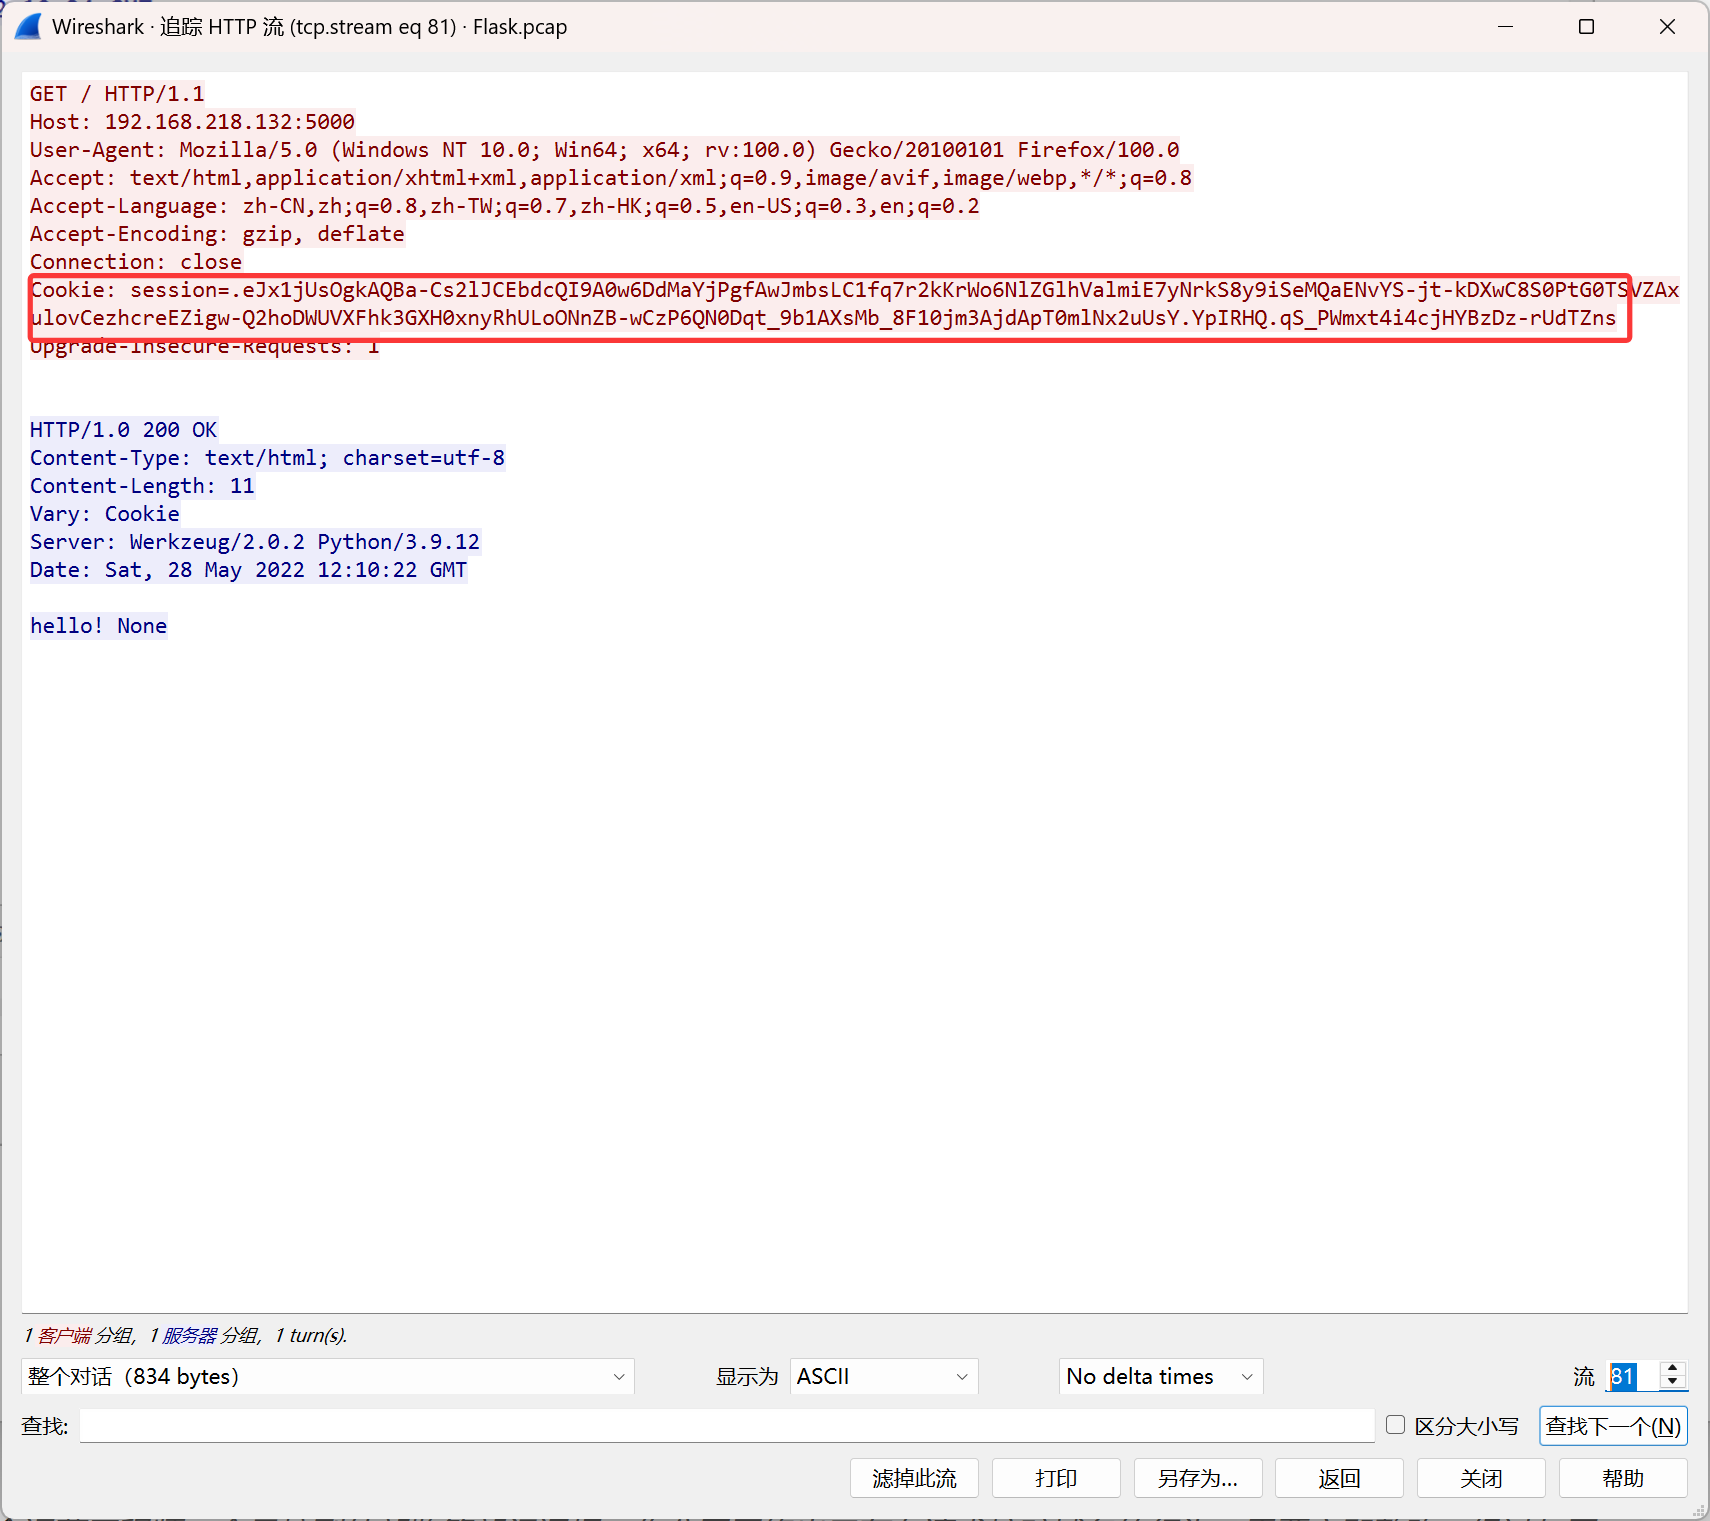 Wireshark · 追踪 HTTP 流 (tcp.stream eq 81) · Flask.pcap
GET / HTTP/1.1
Host: 192.168.218.132:5000
User-Agent: Mozilla/5.0 (Windows NT 10.0; Win64; x64; rv:100.0) Gecko/20100101 Firefox/100.0
Accept: text/html,application/xhtml+xml,application/xml;q=0.9,image/avif,image/webp,*/*;q=0.8
Accept-Language: zh-CN,zh;q=0.8,zh-TW;q=0.7,zh-HK;q=0.5,en-US;q=0.3,en;q=0.2
Accept-Encoding: gzip, deflate
Connection: close
Cookie: session=.eJx1jUsOgkAQBa-Cs2lJCEbdcQI9A0w6DdMaYjPgfAwJmbsLC1fq7r2kKrWo6NlZGlhValmiE7yNrkS8y9iSeMQaENvYS-jt-kDXwC8S0PtG0TSVZAx
ulovCezhcreEZigw-Q2hoDWUVXFhk3GXH0xnyRhULoONnZB-wCzP6QN0Dqt_9b1AXsMb_8F10jm3AjdApT0mlNx2uUsY.YpIRHQ.qS_PWmxt4i4cjHYBzDz-rUdTZns
Upgrade-Insecure-Requests: 1
HTTP/1.0 200 OK
Content-Type: text/html; charset=utf-8
Content-Length: 11
Vary: Cookie
Server: Werkzeug/2.0.2 Python/3.9.12
Date: Sat, 28 May 2022 12:10:22 GMT
hello! None
1 客户端 分组, 1 服务器 分组, 1 turn(s).
整个对话 (834 bytes)
显示为 ASCII
No delta times
流 81
查找:
区分大小写
查找下一个(N)
滤掉此流
打印
另存为...
返回
关闭
帮助